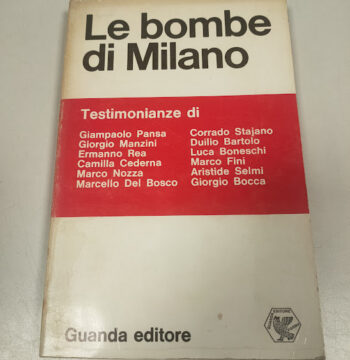 Le bombe
di Milano
Testimonianze di
Giampaolo Pansa
Giorgio Manzini
Ermanno Rea
Camilla Cederna
Marco Nozza
Marcello Del Bosco
Corrado Stajano
Duilio Bartolo
Luca Boneschi
Marco Fini
Aristide Selmi
Giorgio Bocca
Guanda editore